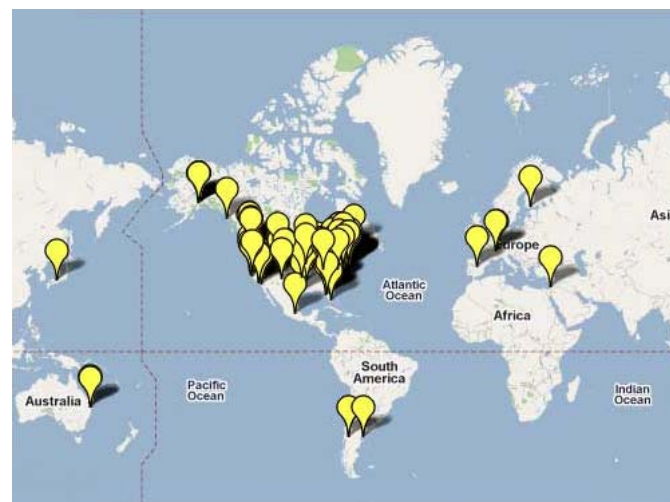 Asi
Europe
Atlantic
Ocean
Africa
South
America
Australia
Pacific
Ocean
Indian
Ocean